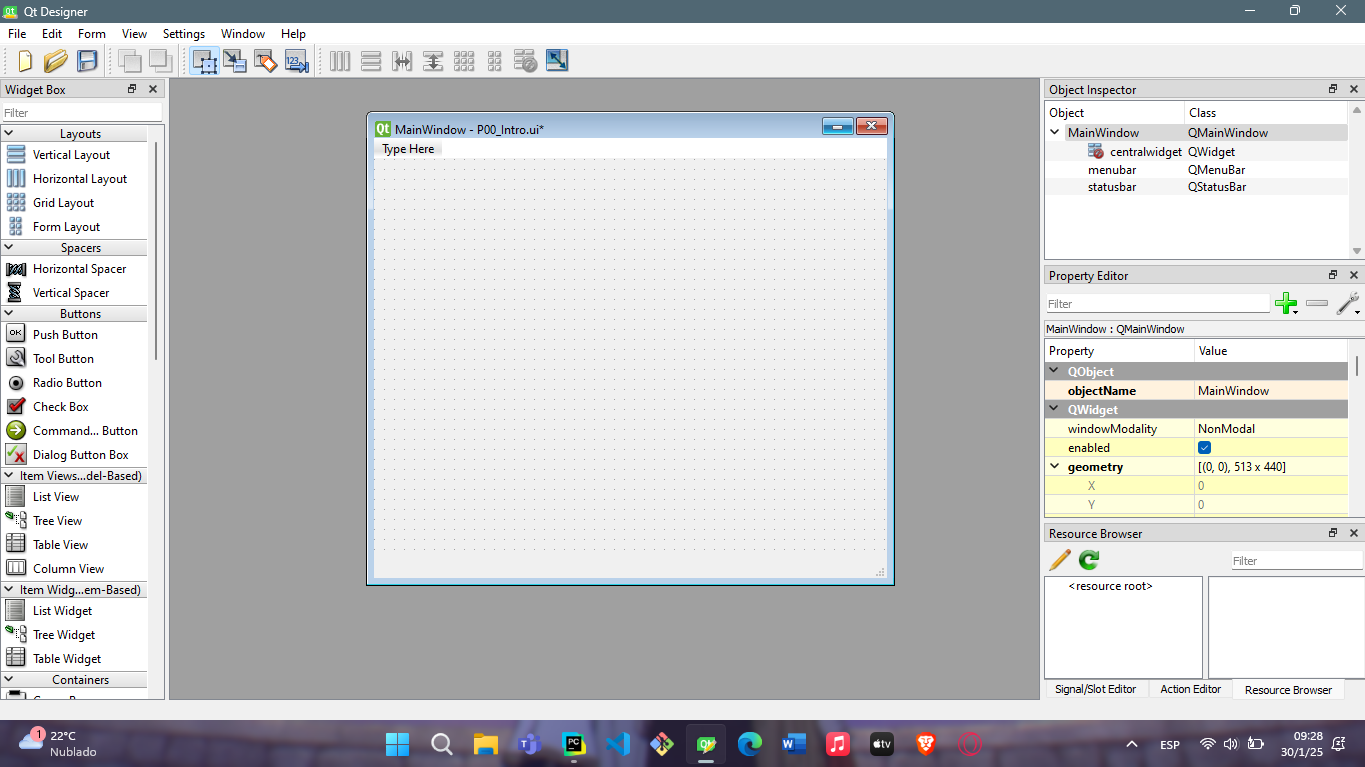 Qt Designer
File Edit Form View Settings Window Help
Widget Box
Filter
Layouts
Vertical Layout
Horizontal Layout
Grid Layout
Form Layout
Spacers
Horizontal Spacer
Vertical Spacer
Buttons
OK Push Button
Tool Button
Radio Button
Check Box
Comman... Button
Dialog Button Box
Item Views...del-Based)
List View
Tree View
Table View
Column View
Item Widg...em-Based)
List Widget
Tree Widget
Table Widget
Containers
Qt MainWindow - P00_Intro.ui*
Type Here
Object Inspector
Object Class
MainWindow QMainWindow
centralwidget QWidget
menubar QMenuBar
statusbar QStatusBar
Property Editor
Filter
MainWindow : QMainWindow
Property Value
QObject
objectName MainWindow
QWidget
windowModality NonModal
enabled
geometry [(0, 0), 513 x 440]
X 0
Y 0
Resource Browser
Filter
<resource root>
Signal/Slot Editor Action Editor Resource Browser
1 22°C
Nublado
PC
tv
ESP
09:28
30/1/25